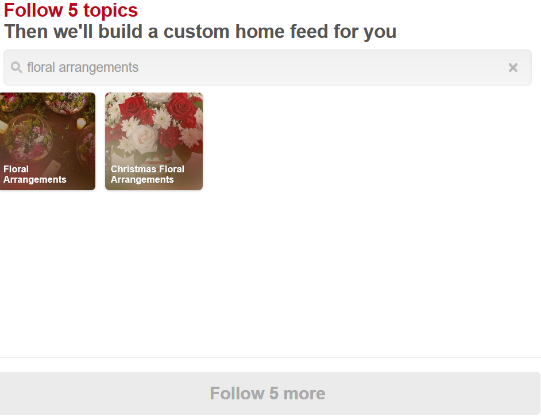 Follow 5 topics
Then we'll build a custom home feed for you
floral arrangements
Floral
Arrangements
Christmas Floral
Arrangements
Follow 5 more